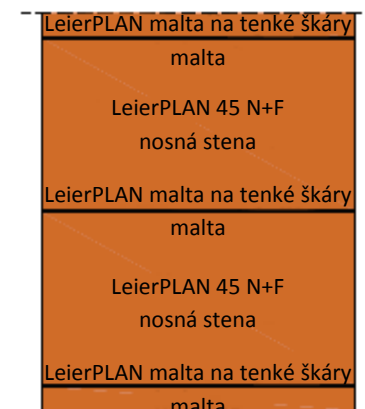 LeierPLAN malta na tenké škáry
malta
LeierPLAN 45 N+F
nosná stena
LeierPLAN malta na tenké škáry
malta
LeierPLAN 45 N+F
nosná stena
LeierPLAN malta na tenké škáry
malta